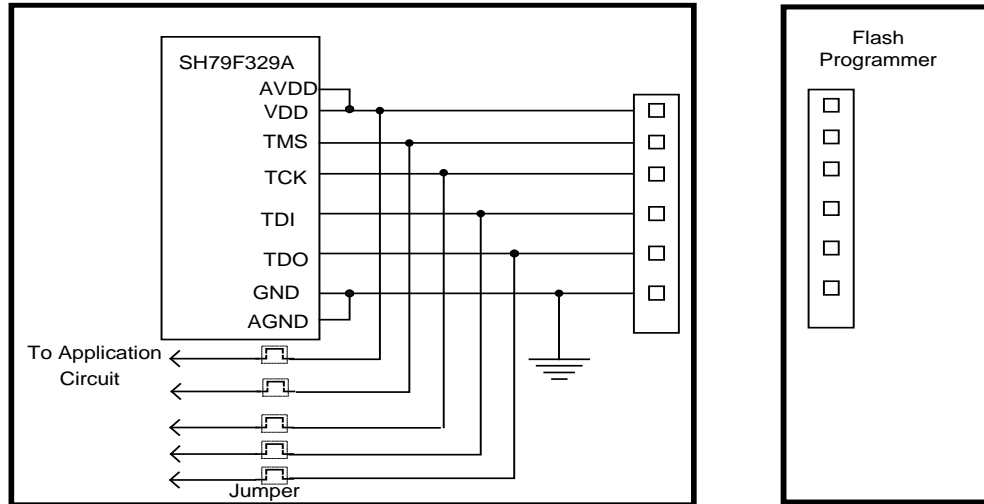 SH79F329A
AVDD
VDD
TMS
TCK
TDI
TDO
GND
AGND
To Application
Circuit
Jumper
Flash
Programmer